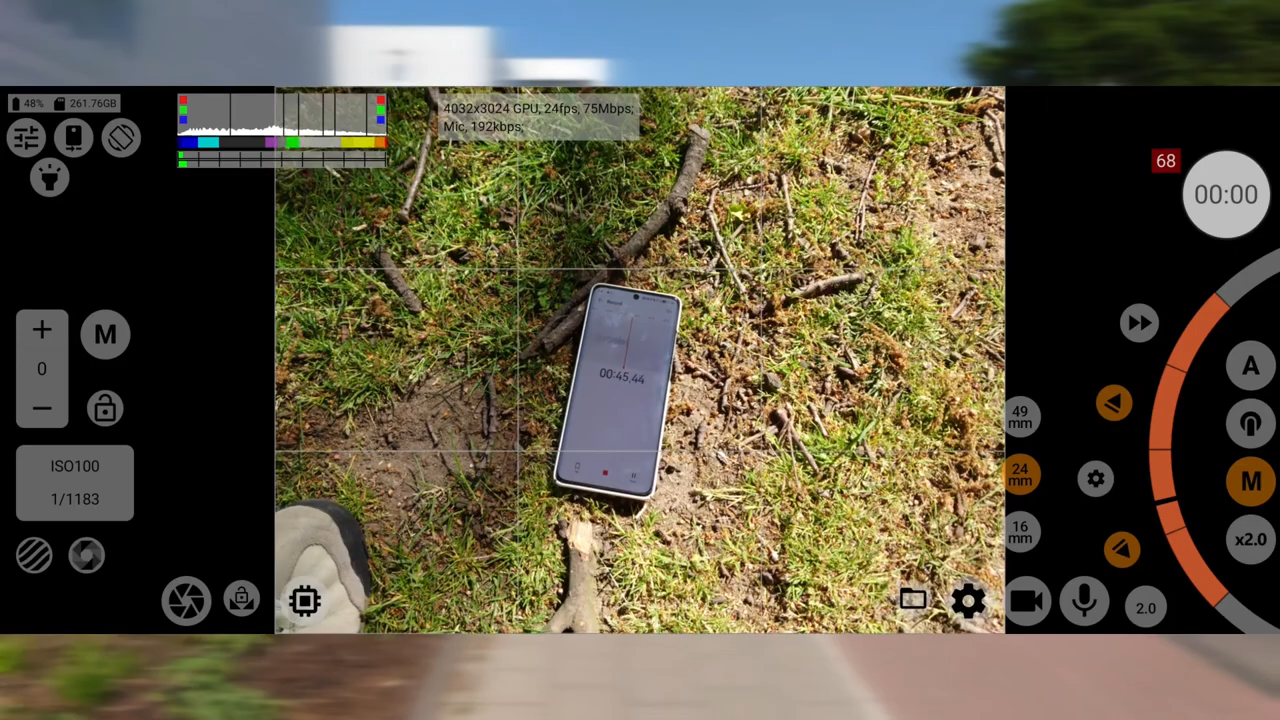 48% 261.76GB
4032x3024 GPU, 24fps, 75Mbps;
Mic, 192kbps;
68
00:00
+
0
−
M
ISO100
1/1183
Record
00:45,44
49
mm
24
mm
16
mm
A
M
x2.0
2.0